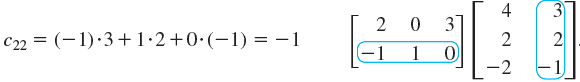 c₂₂ = (−1)·3 + 1·2 + 0·(−1) = −1
[2 0 3] [4 3]
[−1 1 0] [2 2]
[−2 −1].